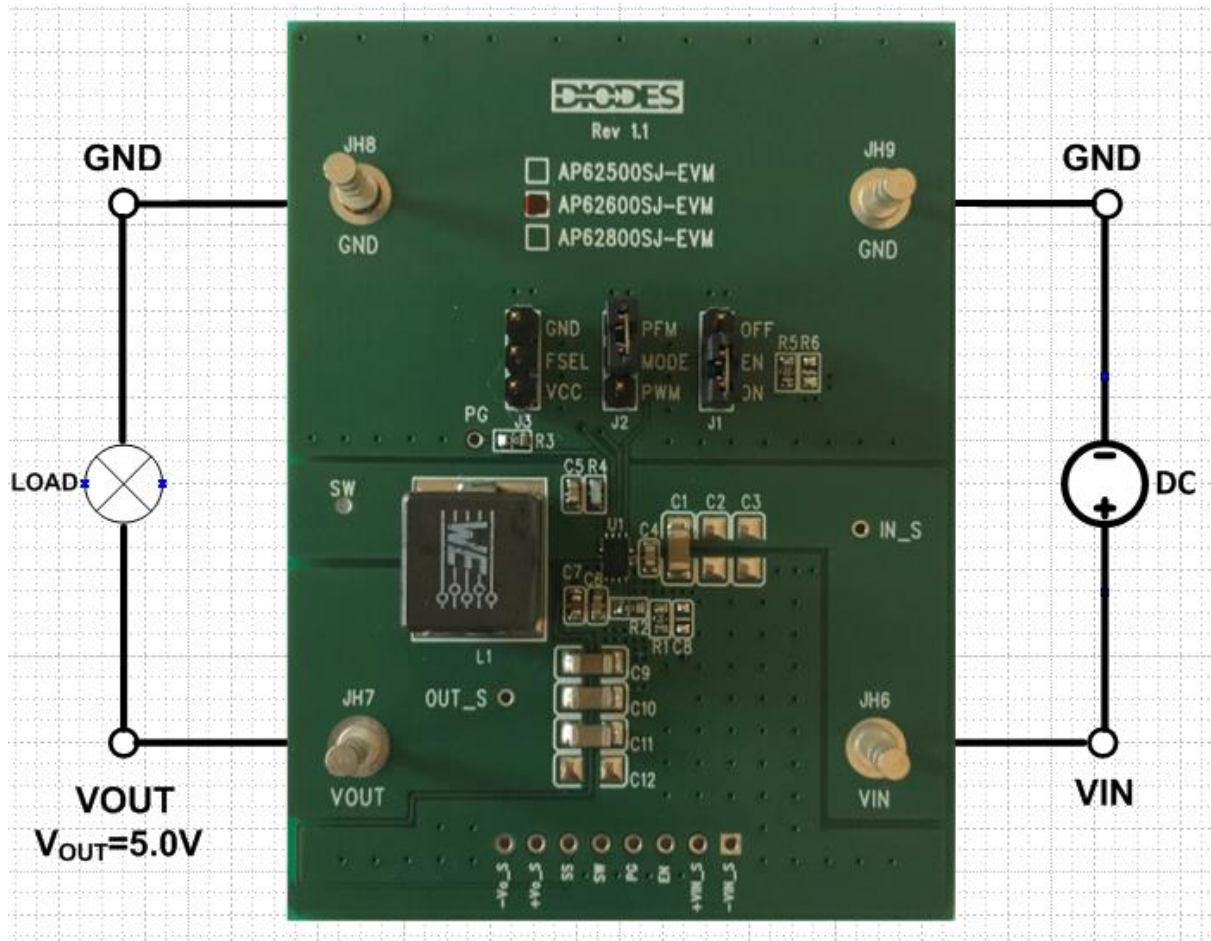 DIODES
Rev 1.1
AP62500SJ-EVM
AP62600SJ-EVM
AP62800SJ-EVM
GND
JH8
GND
JH9
GND
GND
GND
FSEL
VCC
J3
PFM
MODE
PWM
J2
OFF
EN
ON
J1
R5 R6
PG
R3
LOAD
SW
C5 R4
U1
C4
C1
C2
C3
IN_S
- 
+
DC
WE
L1
C7
C6
R2
R1
C8
OUT_S
C9
C10
C11
C12
JH7
VOUT
JH6
VIN
VOUT
VOUT=5.0V
VIN
-Vo_S
+Vo_S
SS
SW
PG
EN
+VIN_S
-VIN_S